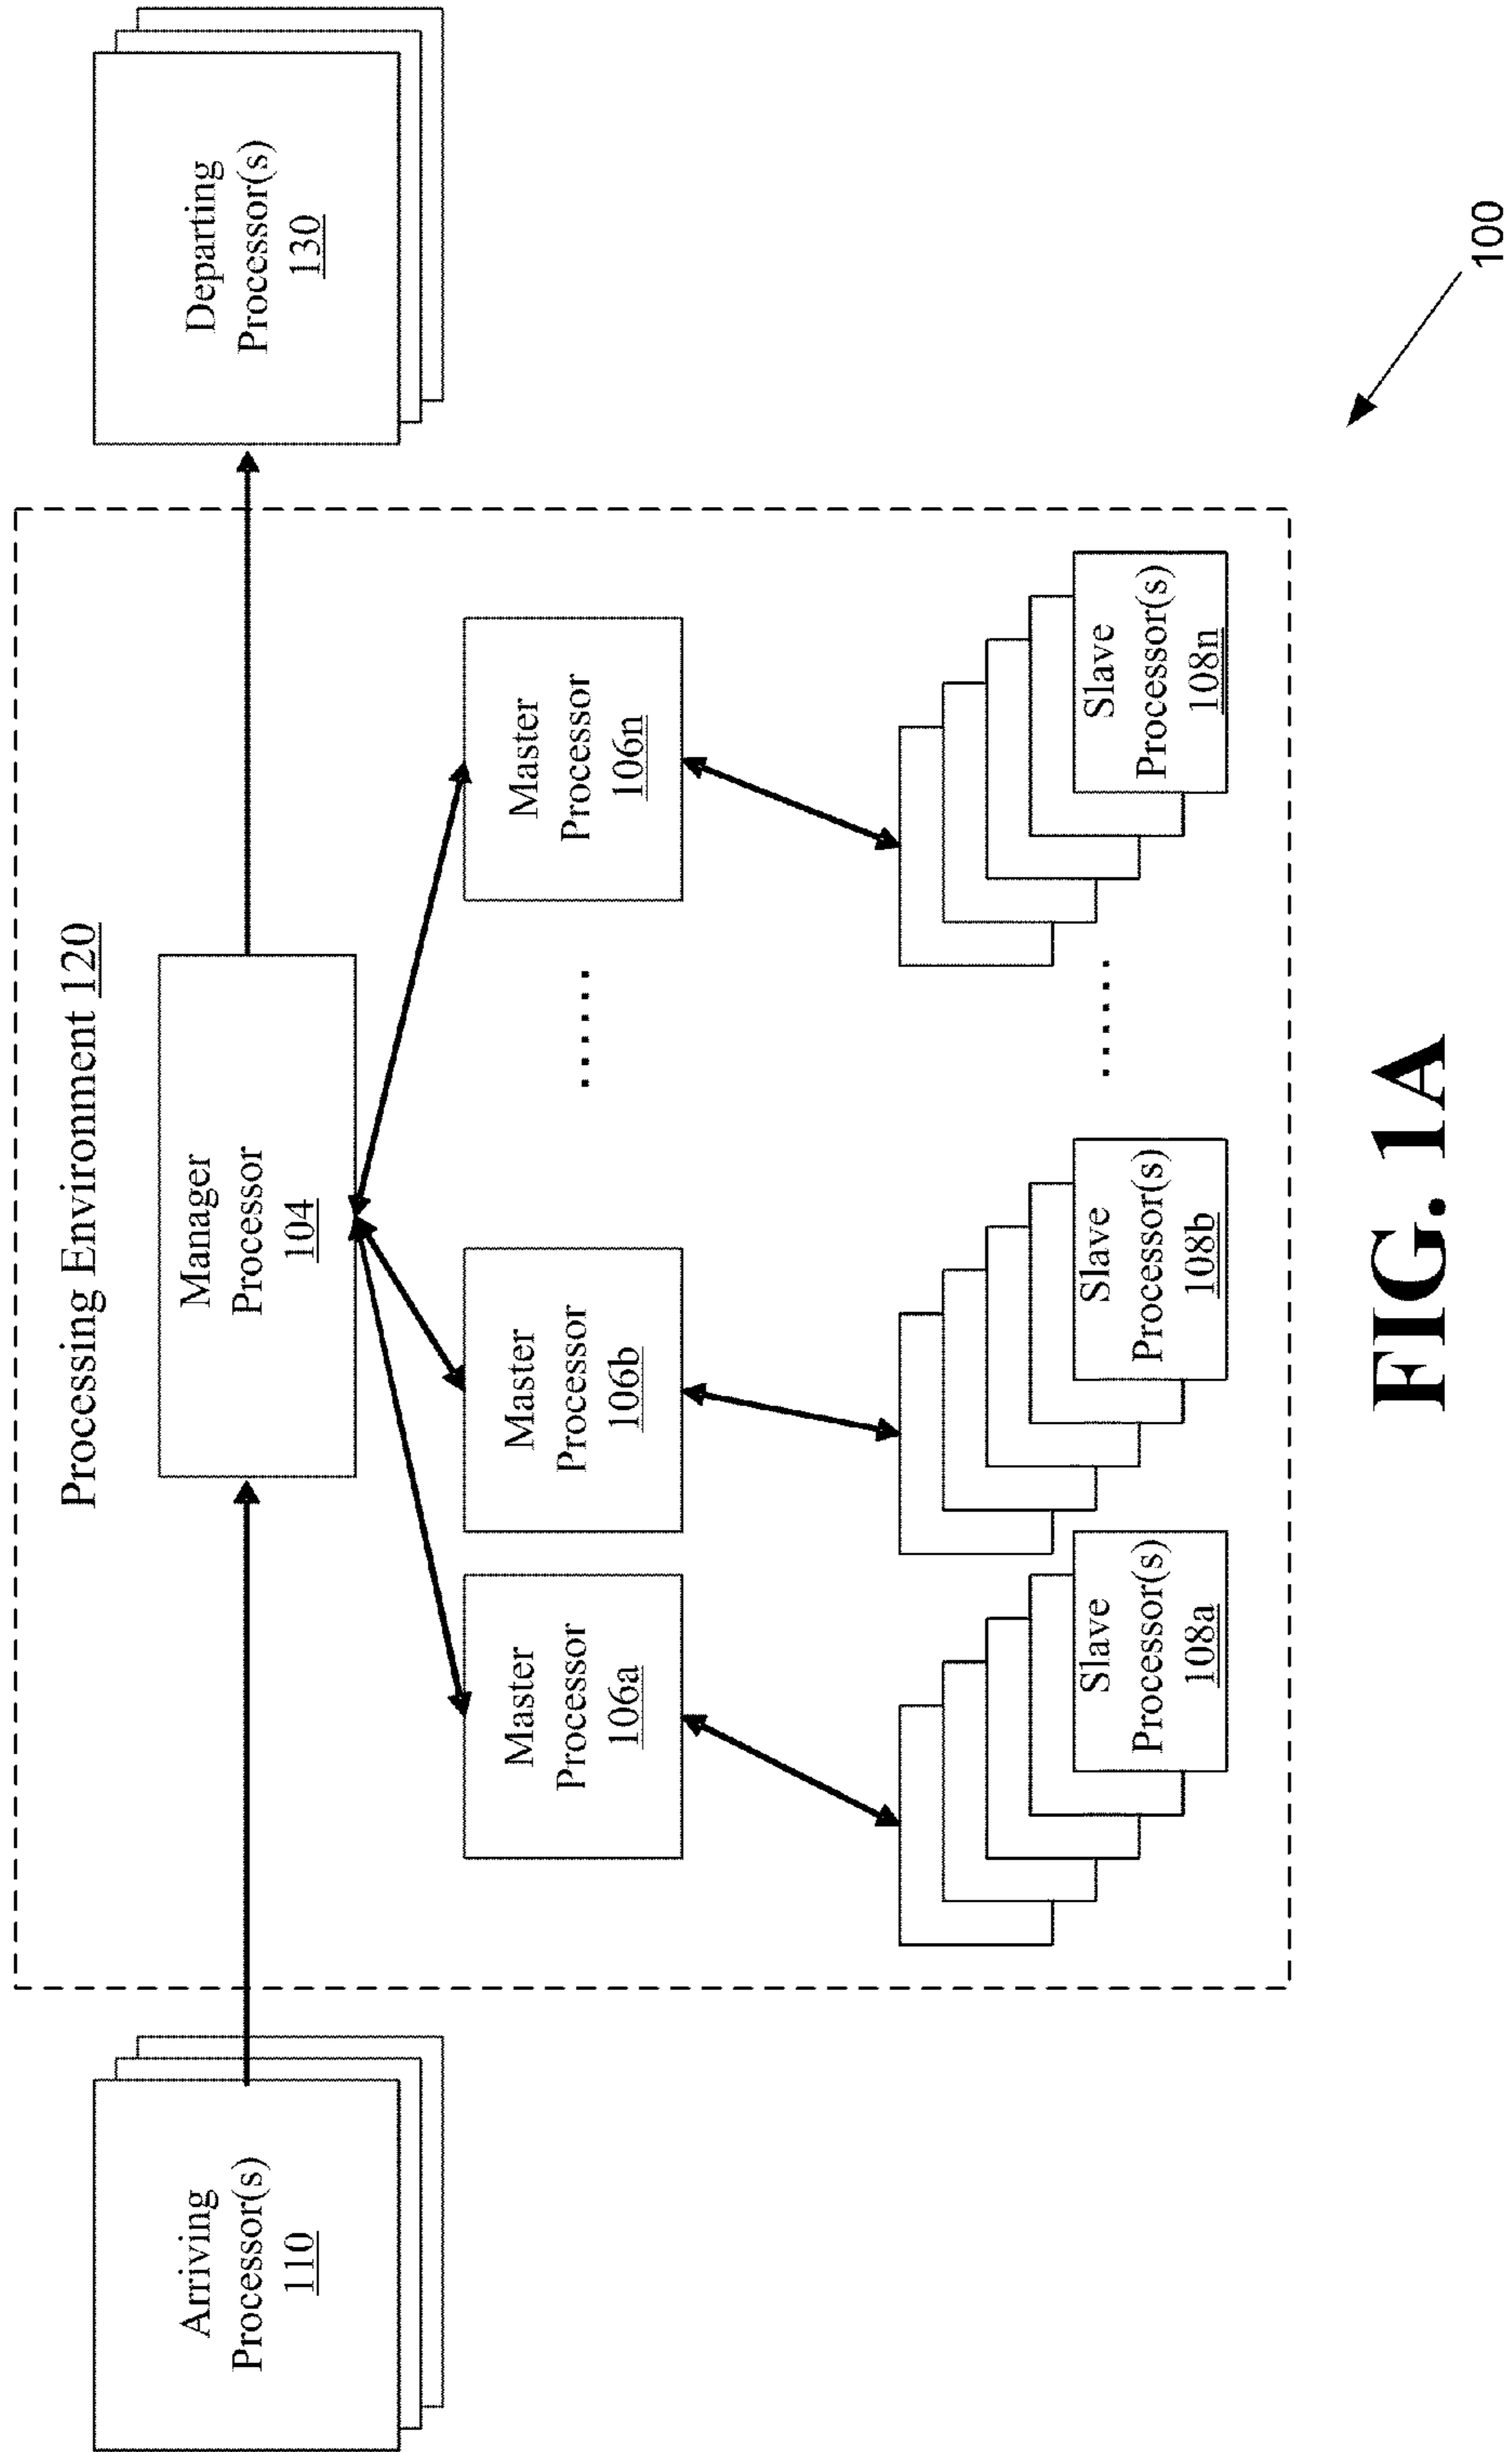 Processing Environment 120
Arriving
Processor(s)
110
Manager
Processor
104
Departing
Processor(s)
130
Master
Processor
106a
Master
Processor
106b
......
Master
Processor
106n
Slave
Processor(s)
108a
Slave
Processor(s)
108b
......
Slave
Processor(s)
108n
100
FIG. 1A